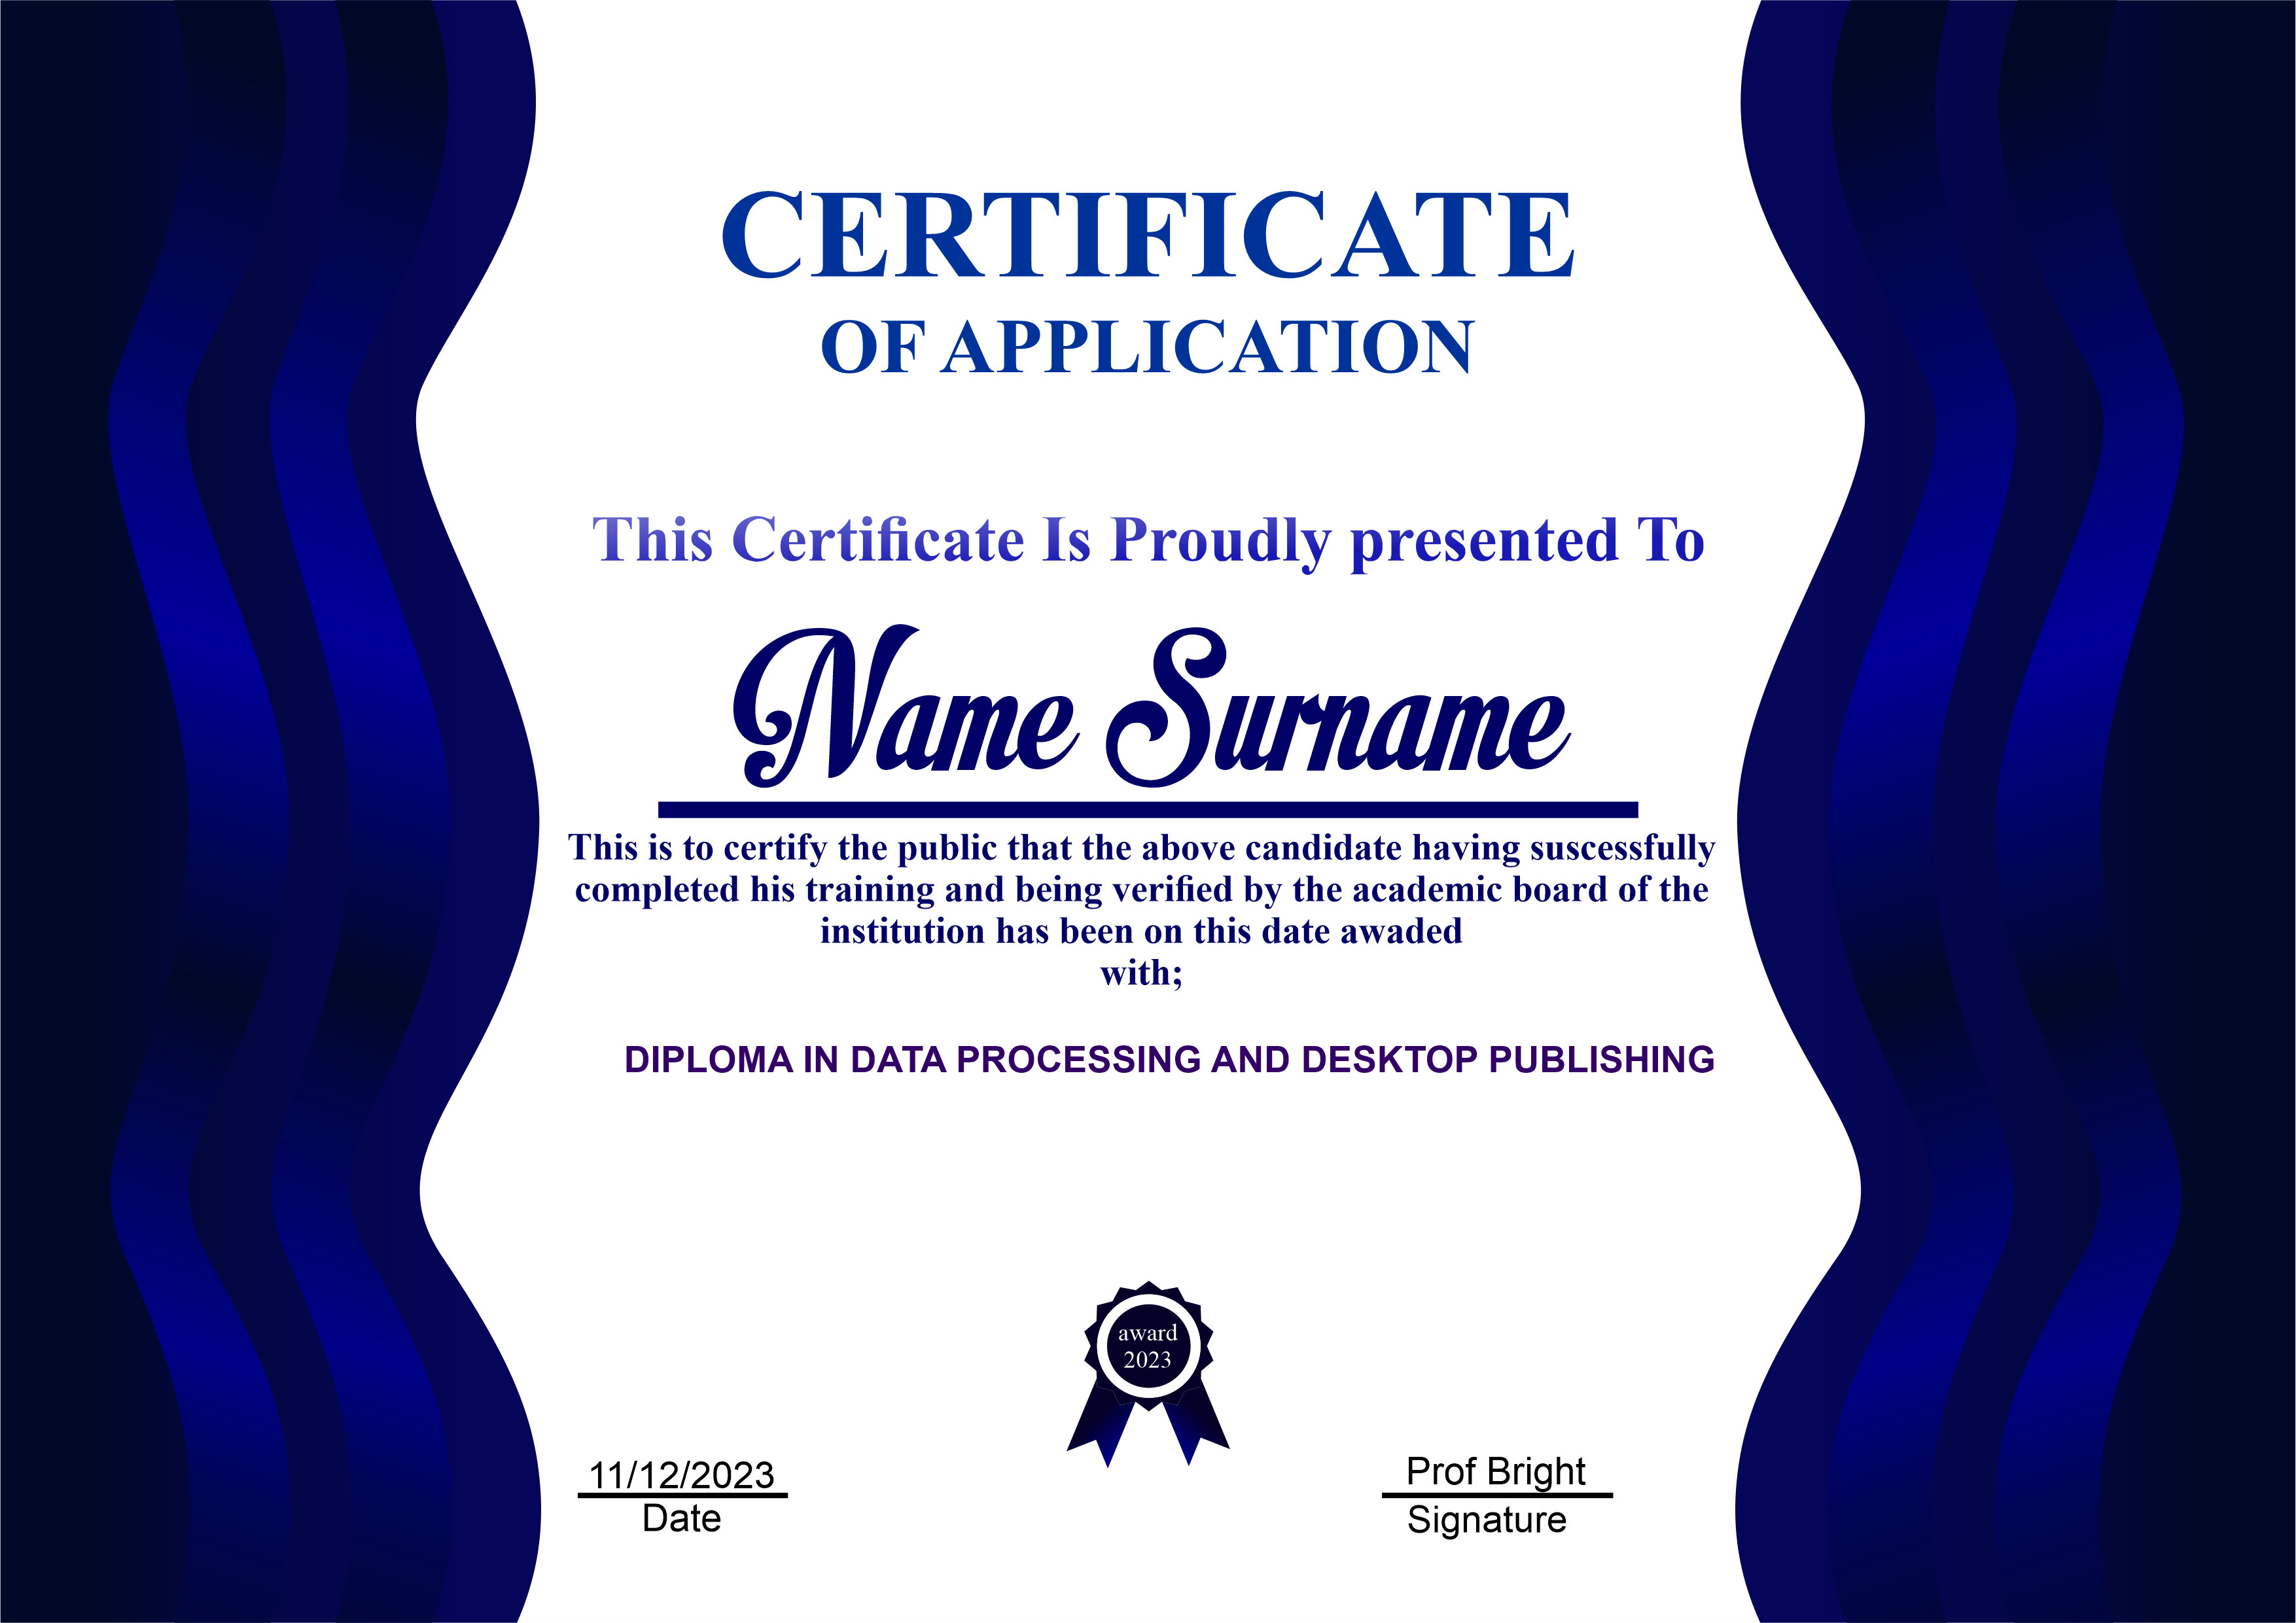 CERTIFICATE
OF APPLICATION
This Certificate Is Proudly presented To
Name Surname
This is to certify the public that the above candidate having suscessfully
completed his training and being verified by the academic board of the
institution has been on this date awaded
with;
DIPLOMA IN DATA PROCESSING AND DESKTOP PUBLISHING
award
2023
11/12/2023
Date
Prof Bright
Signature